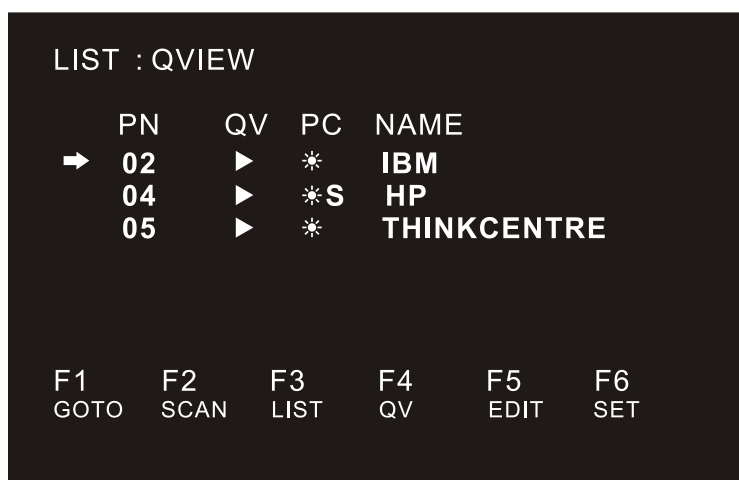 LIST : QVIEW
PN QV PC NAME
02 IBM
04 S HP
05 THINKCENTRE
F1 F2 F3 F4 F5 F6
GOTO SCAN LIST QV EDIT SET